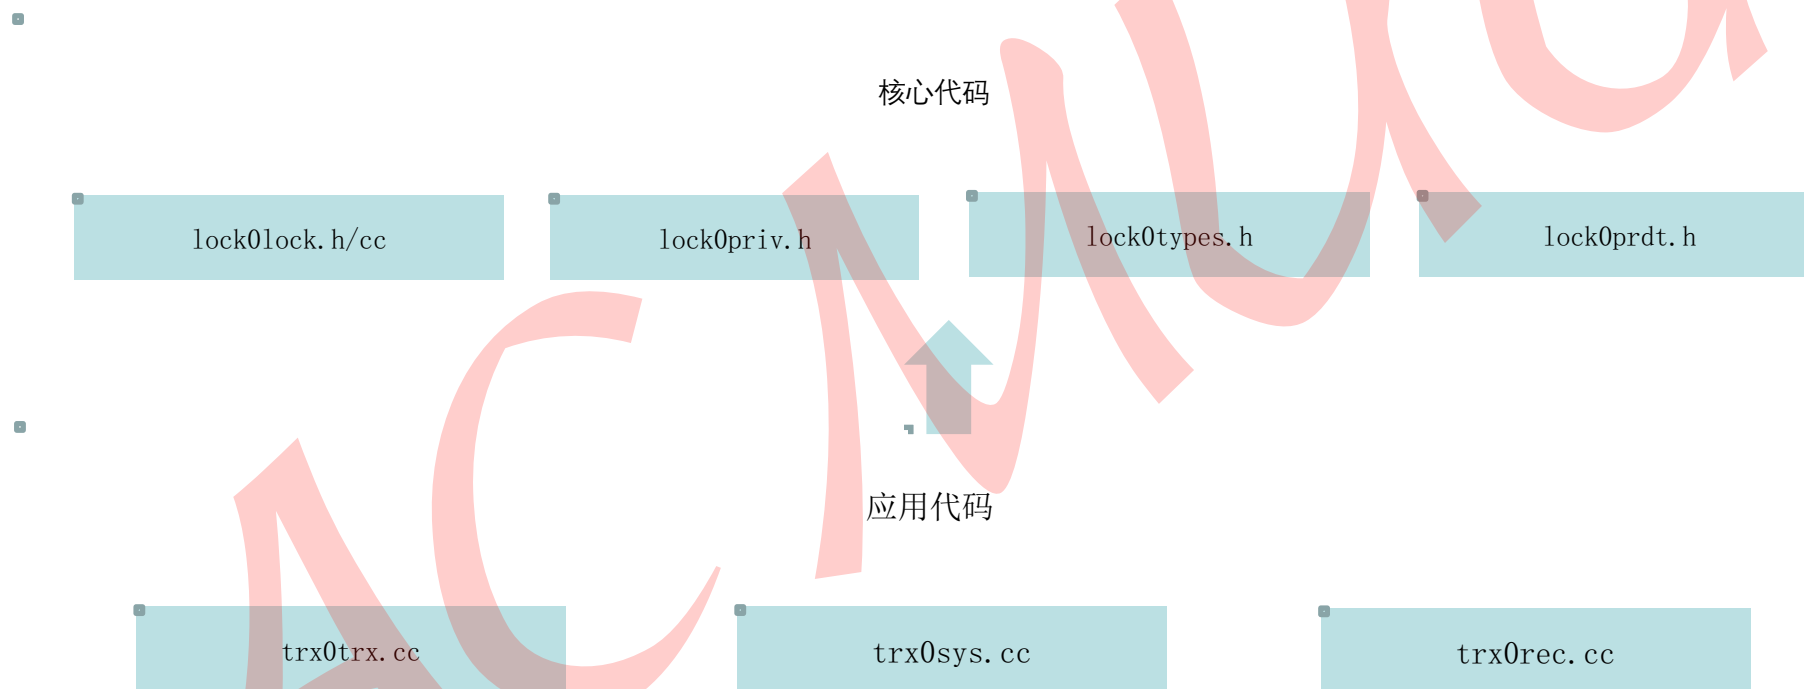 核心代码
lock0lock.h/cc
lock0priv.h
lock0types.h
lock0prdt.h
应用代码
trx0trx.cc
trx0sys.cc
trx0rec.cc
ACMUG